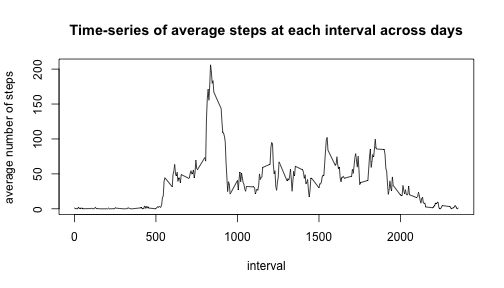 Time-series of average steps at each interval across days
average number of steps
200
150
100
50
0
0 500 1000 1500 2000
interval